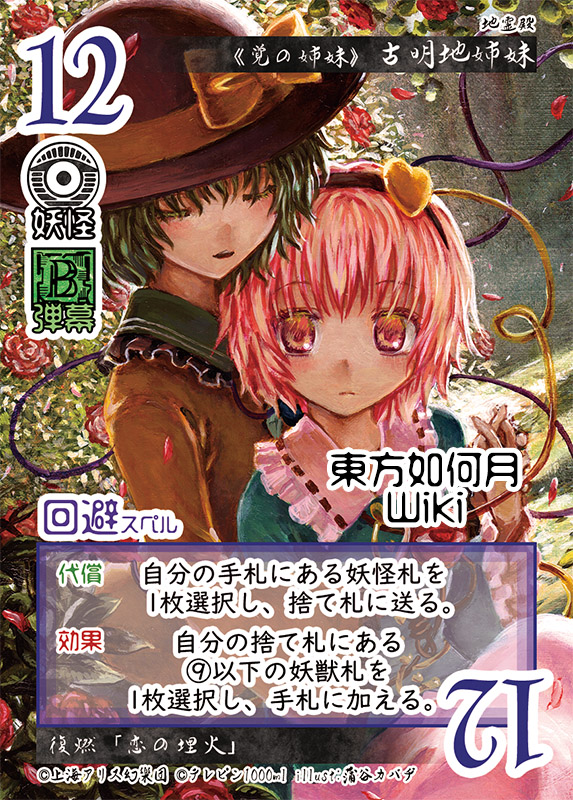 12
地霊殿
《覚の姉妹》 古明地姉妹
妖怪
B
弾幕
東方如何月
Wiki
回避スペル
代償 自分の手札にある妖怪札を
1枚選択し、捨て札に送る。
効果 自分の捨て札にある
⑨以下の妖獣札を
1枚選択し、手札に加える。
復燃「恋の埋火」
12
©上海アリス幻樂団 ©テレピン1000ml illust:蒲谷カバヂ